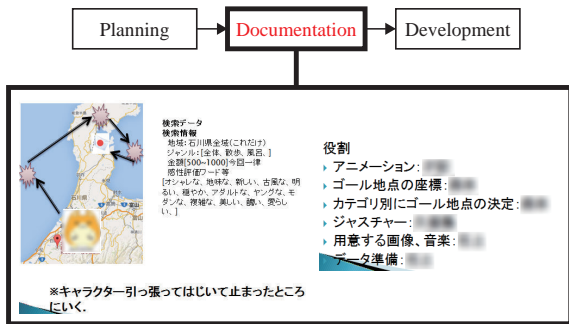 Planning
Documentation
Development
検索データ
検索情報
地域：石川県全域(これだけ)
ジャンル：[全体、散歩、風呂、]
金額[500~1000]今回一律
感性評価ワード等
[オシャレな、地味な、新しい、古風な、明
るい、穏やか、アダルトな、ヤングな、モ
ダンな、複雑な、美しい、醜い、愛らし
い、]
石川県
富山
※キャラクター引っ張ってはじいて止まったところ
にいく.
役割
アニメーション：
ゴール地点の座標：
カテゴリ別にゴール地点の決定：
ジャスチャー：
用意する画像、音楽：
データ準備：